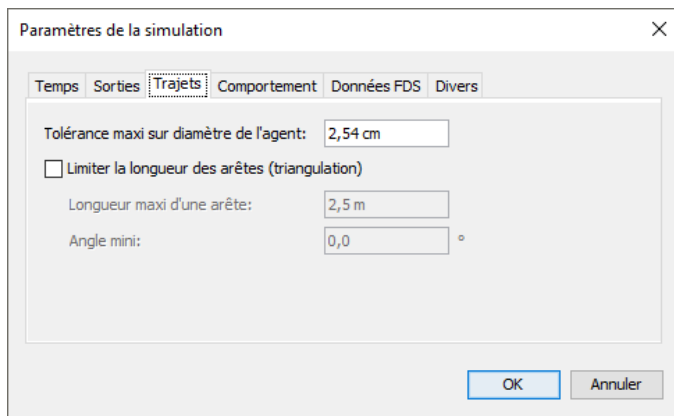 Paramètres de la simulation
Temps Sorties Trajets Comportement Données FDS Divers
Tolérance maxi sur diamètre de l'agent: 2,54 cm
Limiter la longueur des arêtes (triangulation)
Longueur maxi d'une arête: 2,5 m
Angle mini: 0,0 °
OK Annuler